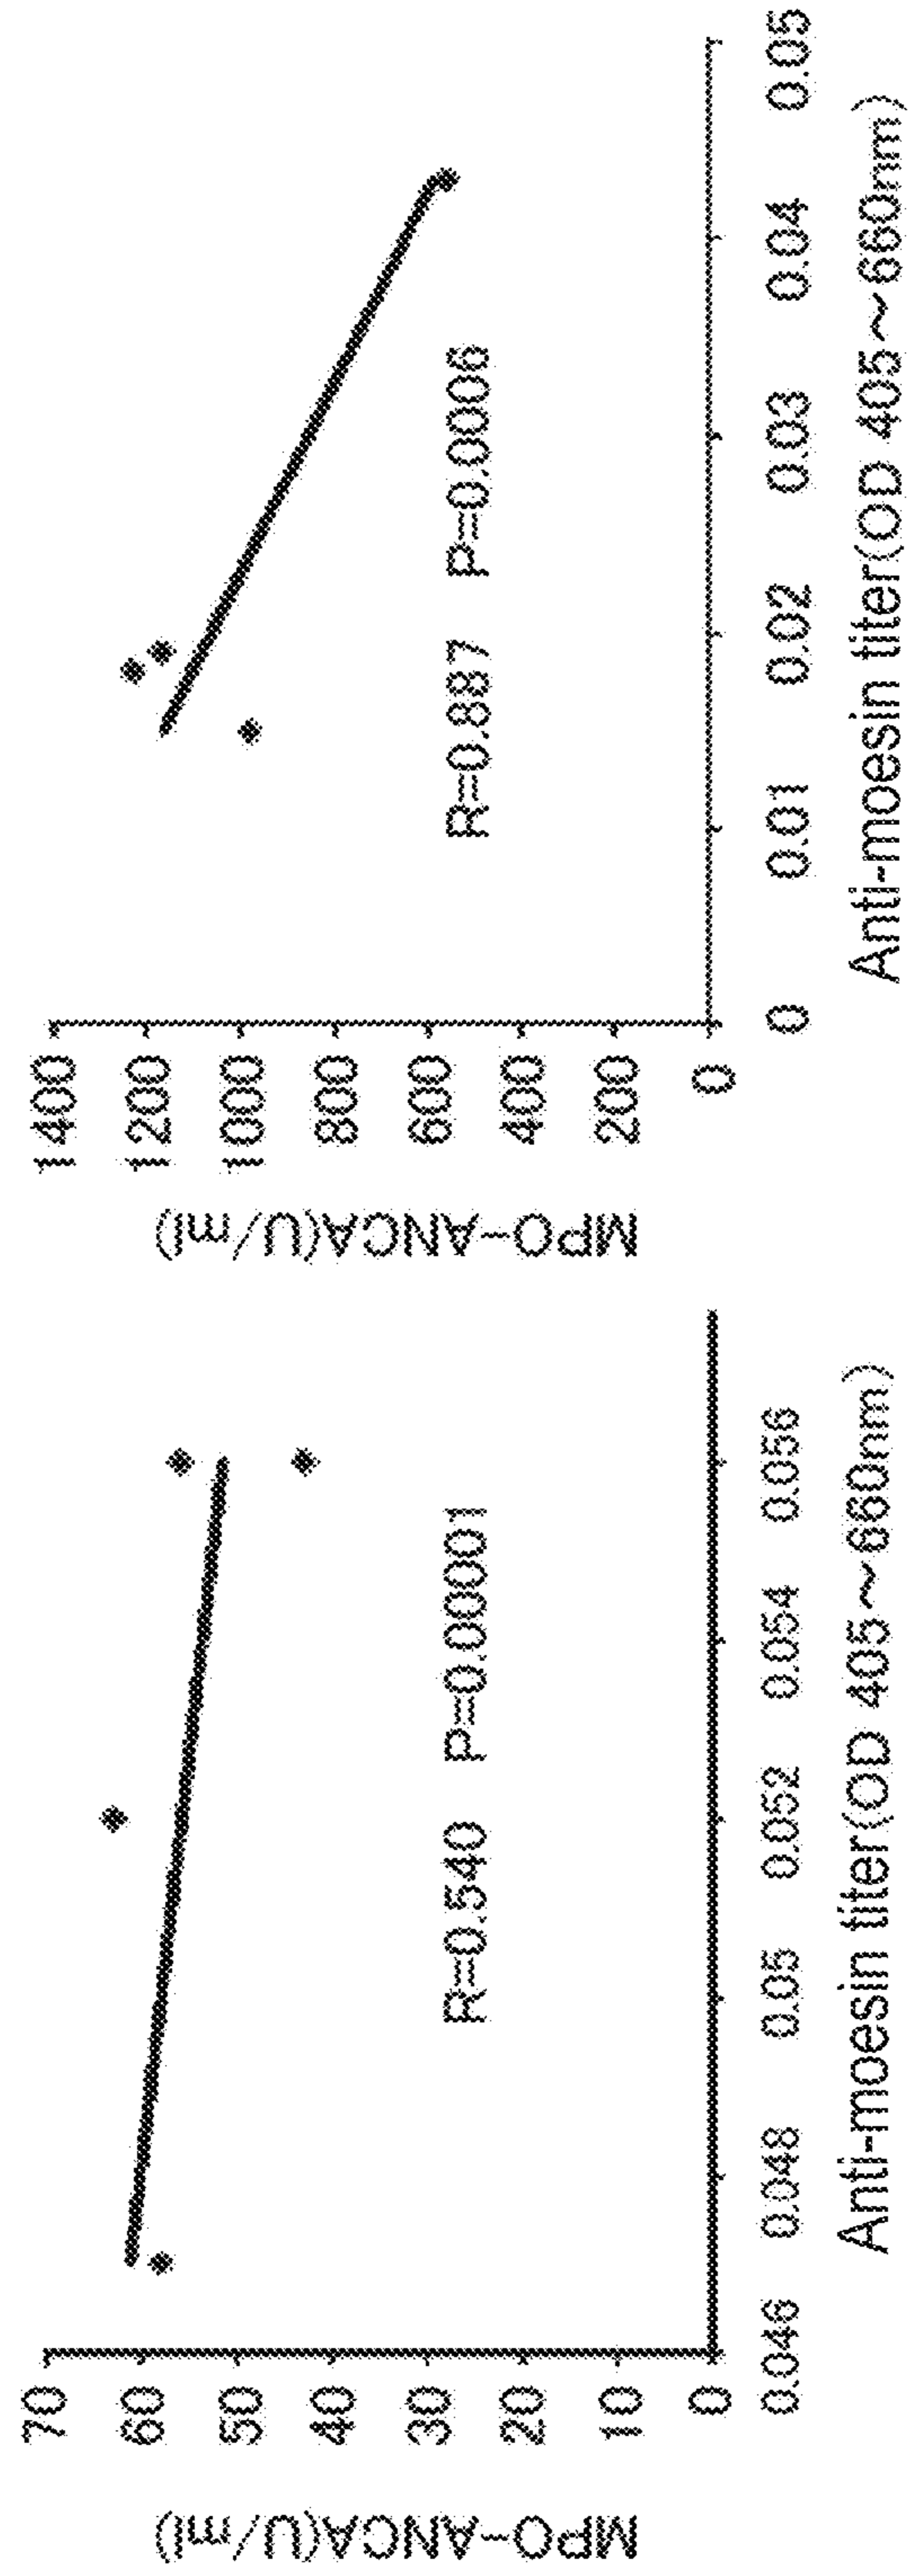 MPO-ANCA(U/ml)
70
60
50
40
30
20
10
0
R=0.540 P=0.00001
0.046 0.048 0.05 0.052 0.054 0.056
Anti-moesin titer(OD 405～660nm)
MPO-ANCA(U/ml)
1400
1200
1000
800
600
400
200
0
R=0.887 P=0.0006
0 0.01 0.02 0.03 0.04 0.05
Anti-moesin titer(OD 405～660nm)